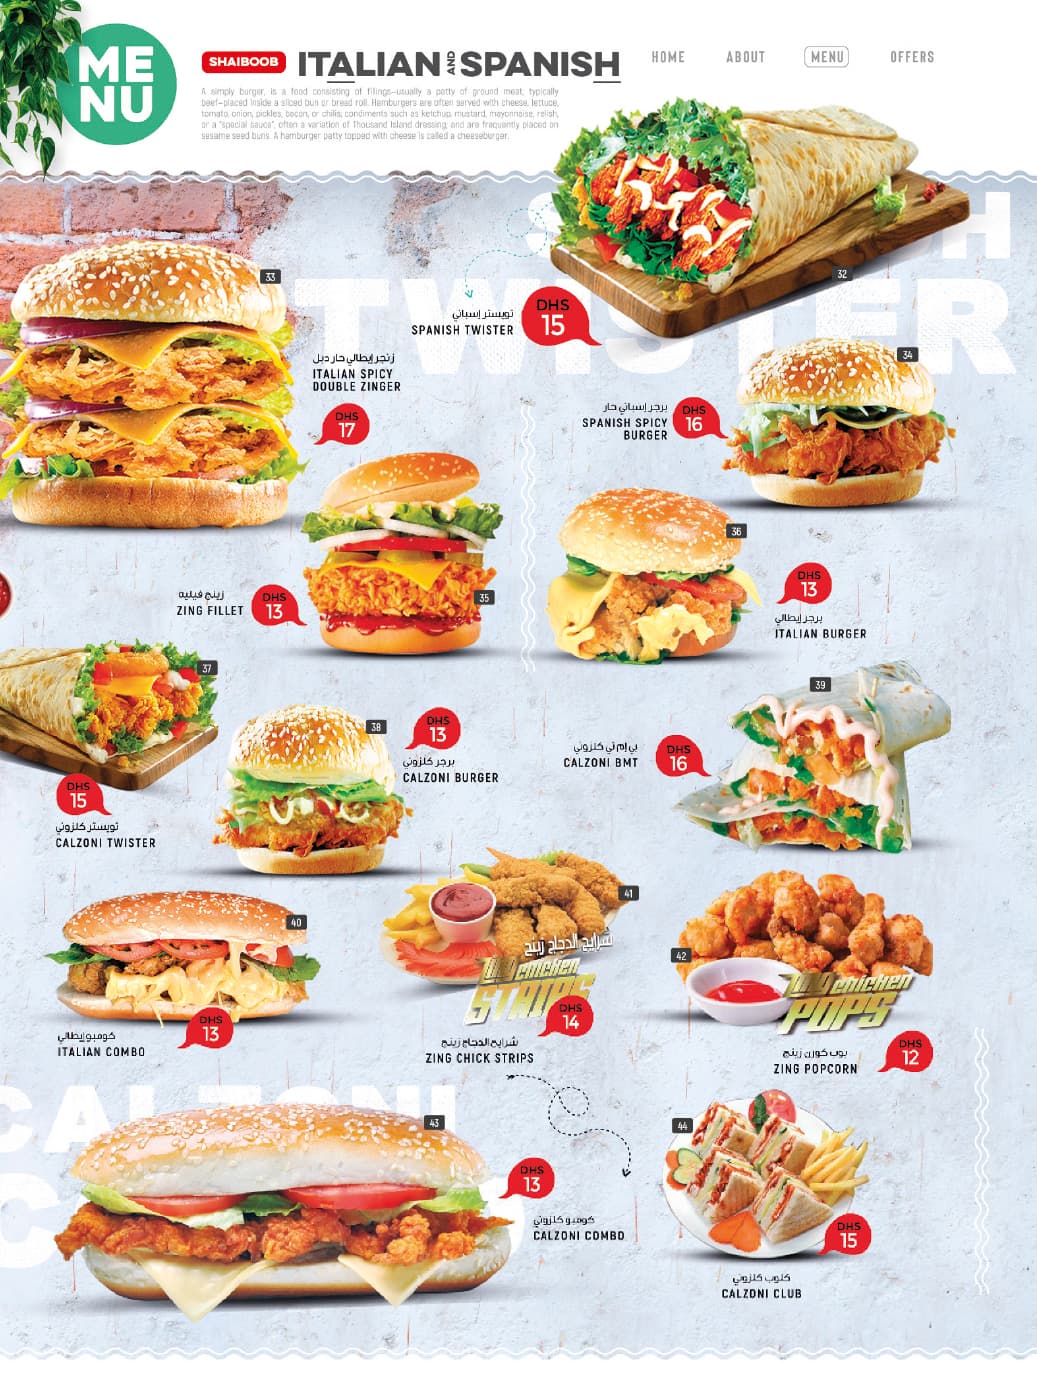 ME
NU
SHAIBOOB
ITALIAN AND SPANISH
HOME
ABOUT
MENU
OFFERS
A simply burger, is a food consisting of fillings—usually a patty of ground meat, typically
beef—placed inside a sliced bun or bread roll. Hamburgers are often served with cheese, lettuce,
tomato onion, pickles, bacon, or chilis; condiments such as ketchup, mustard, mayonnaise, relish,
or a "special sauce", often a variation of Thousand Island dressing; and are frequently placed on
sesame seed buns. A hamburger patty topped with cheese is called a cheeseburger.
TWISTER
32
تويستر إسباني
SPANISH TWISTER
DHS
15
33
زنجر إيطالي حار دبل
ITALIAN SPICY
DOUBLE ZINGER
DHS
17
34
برجر إسباني حار
SPANISH SPICY
BURGER
DHS
16
35
زينج فيليه
ZING FILLET
DHS
13
36
DHS
13
برجر إيطالي
ITALIAN BURGER
37
DHS
15
تويستر كلزوني
CALZONI TWISTER
38
DHS
13
برجر كلزوني
CALZONI BURGER
39
بي إم تي كلزوني
CALZONI BMT
DHS
16
40
DHS
13
كومبو إيطالي
ITALIAN COMBO
41
شرايح الدجاج زينج
CHICKEN
STRIPS
DHS
14
شرايح الدجاج زينج
ZING CHICK STRIPS
42
CHICKEN
POPS
DHS
12
بوب كورن زينج
ZING POPCORN
CALZONI
43
DHS
13
كومبو كلزوني
CALZONI COMBO
44
DHS
15
كلوب كلزوني
CALZONI CLUB